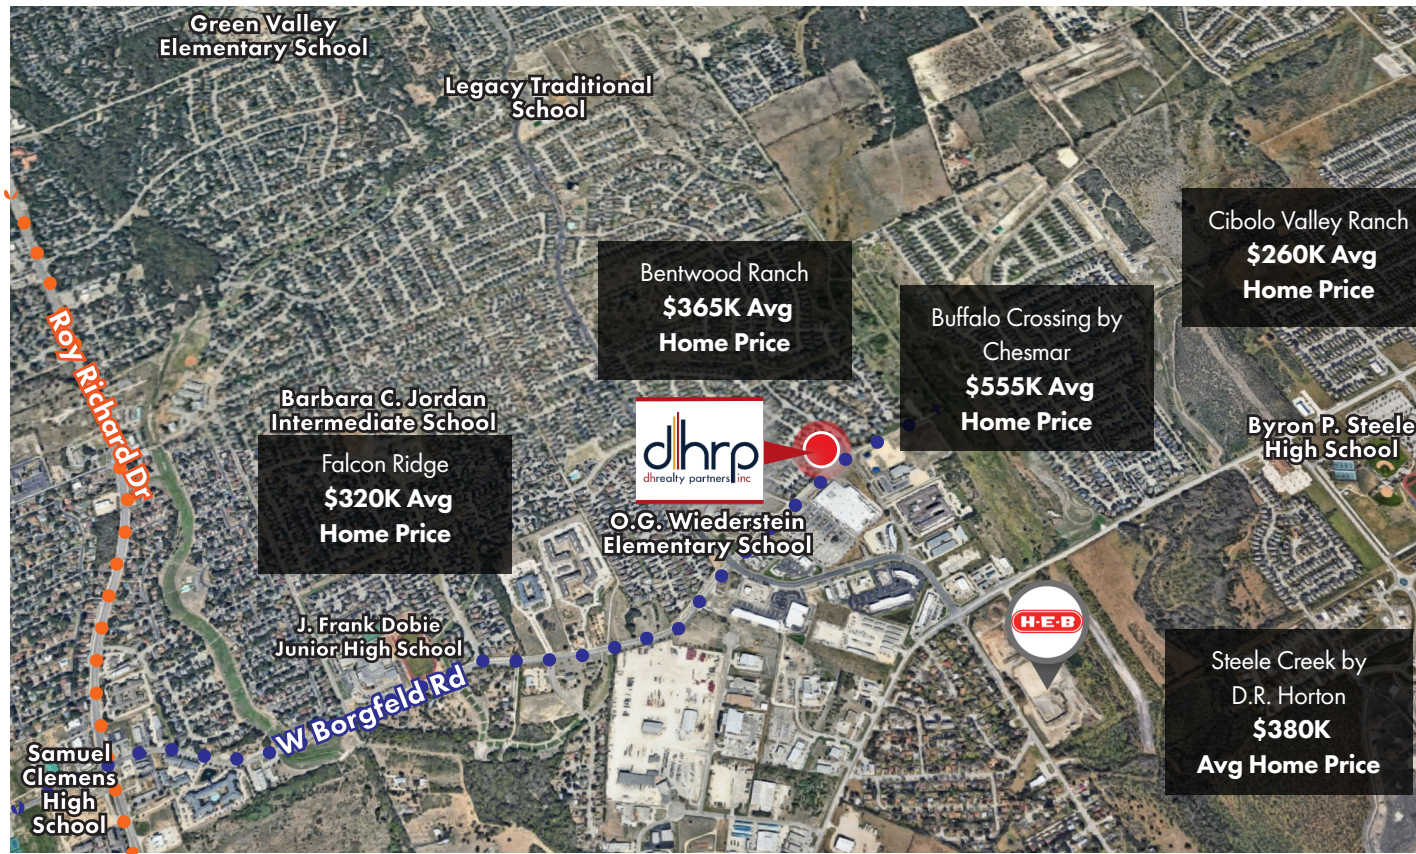 Green Valley
Elementary School
Legacy Traditional
School
Cibolo Valley Ranch
$260K Avg
Home Price
Bentwood Ranch
$365K Avg
Home Price
Buffalo Crossing by
Chesmar
$555K Avg
Home Price
Roy Richard Dr
Barbara C. Jordan
Intermediate School
Falcon Ridge
$320K Avg
Home Price
dhrp
dhrealty partners inc
Byron P. Steele
High School
O.G. Wiederstein
Elementary School
H-E-B
J. Frank Dobie
Junior High School
W Borgfeld Rd
Steele Creek by
D.R. Horton
$380K
Avg Home Price
Samuel
Clemens
High
School